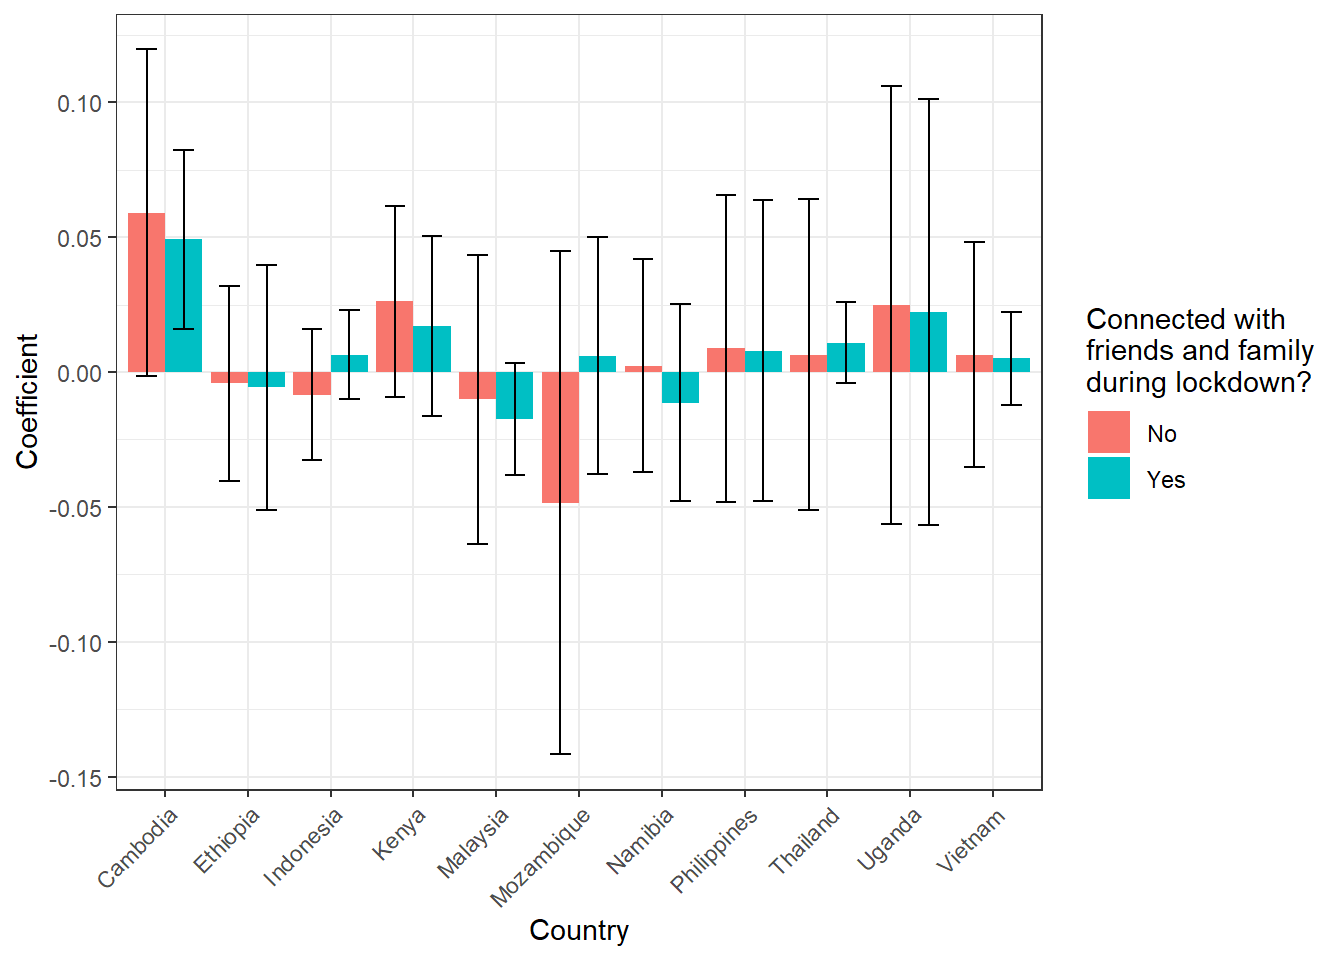 0.10
0.05
0.00
-0.05
-0.10
-0.15
Coefficient
Cambodia
Ethiopia
Indonesia
Kenya
Malaysia
Mozambique
Namibia
Philippines
Thailand
Uganda
Vietnam
Country
Connected with
friends and family
during lockdown?
No
Yes